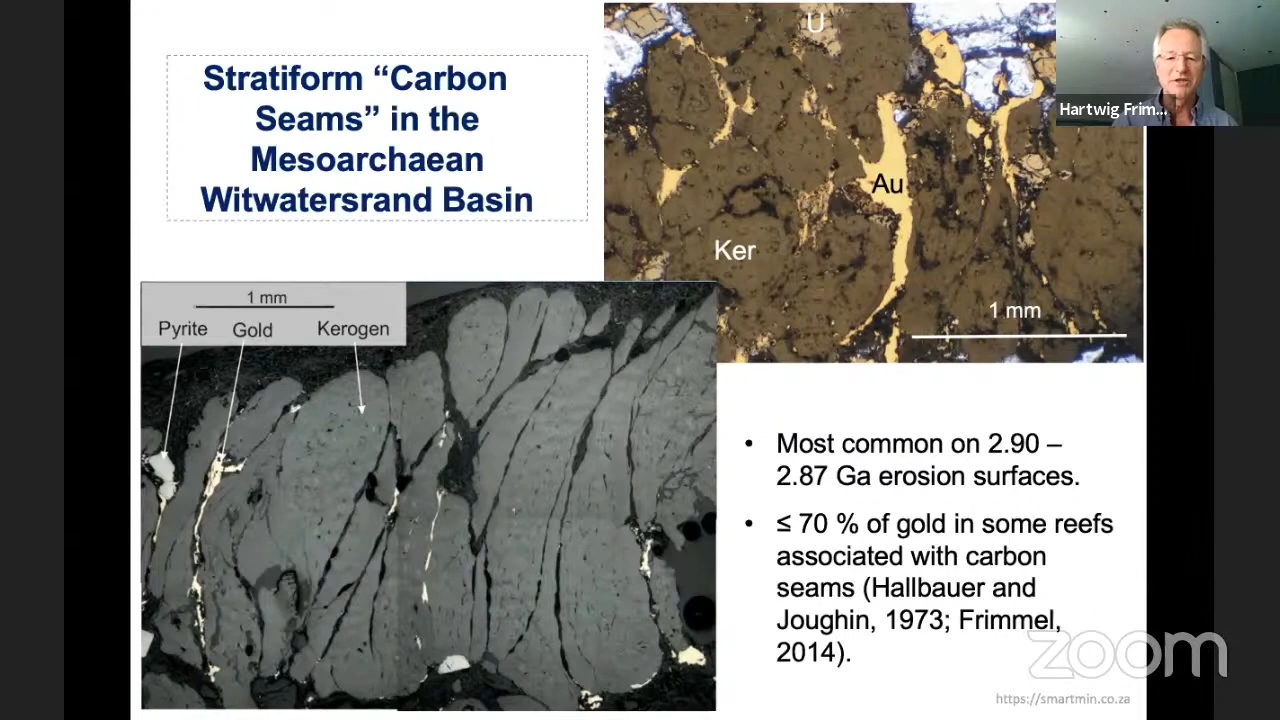 Stratiform “Carbon
Seams” in the
Mesoarchaean
Witwatersrand Basin
U
Au
Ker
1 mm
Hartwig Frim...
1 mm
Pyrite Gold Kerogen
• Most common on 2.90 –
2.87 Ga erosion surfaces.
• ≤ 70 % of gold in some reefs
associated with carbon
seams (Hallbauer and
Joughin, 1973; Frimmel,
2014).
zoom
https://smartmin.co.za